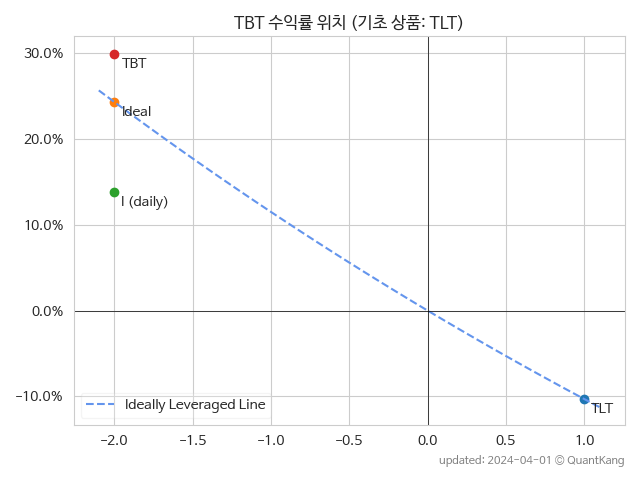 TBT 수익률 위치 (기초 상품: TLT)
30.0%
TBT
Ideal
20.0%
I (daily)
10.0%
0.0%
−10.0%
TLT
Ideally Leveraged Line
−2.0 −1.5 −1.0 −0.5 0.0 0.5 1.0
updated: 2024-04-01 © QuantKang